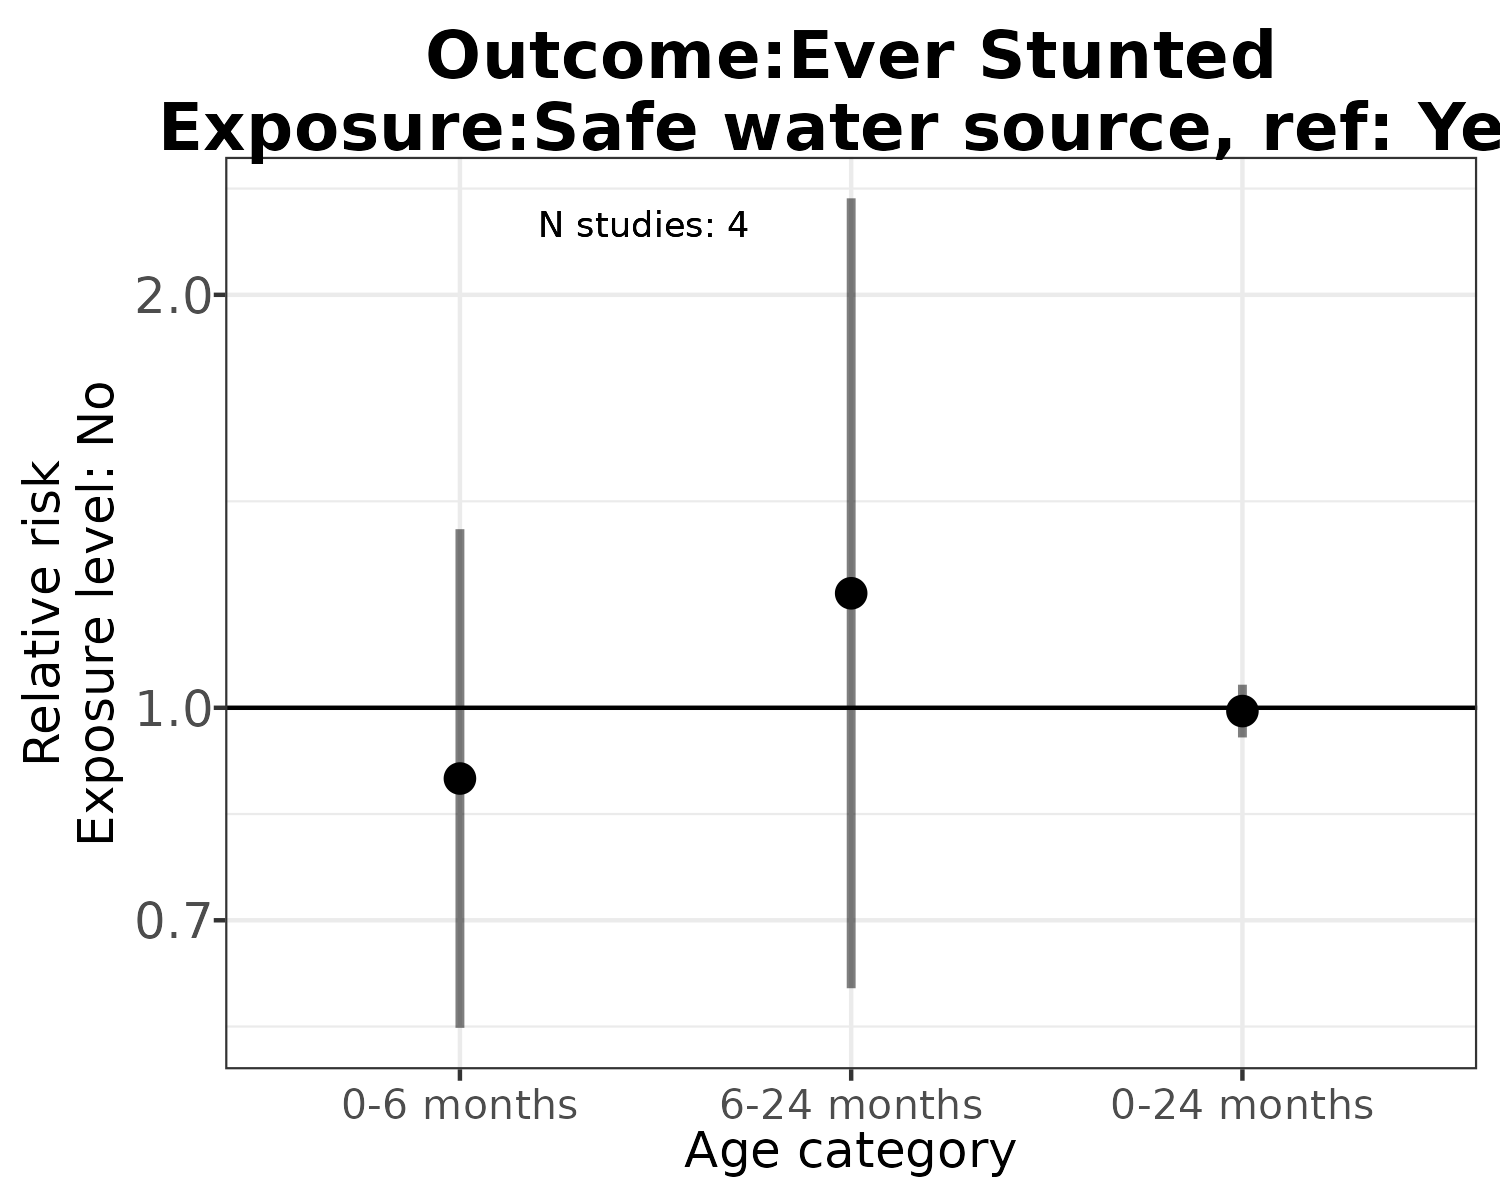 Outcome:Ever Stunted
Exposure:Safe water source, ref: Ye
N studies: 4
2.0
1.0
0.7
Relative risk
Exposure level: No
0-6 months
6-24 months
0-24 months
Age category